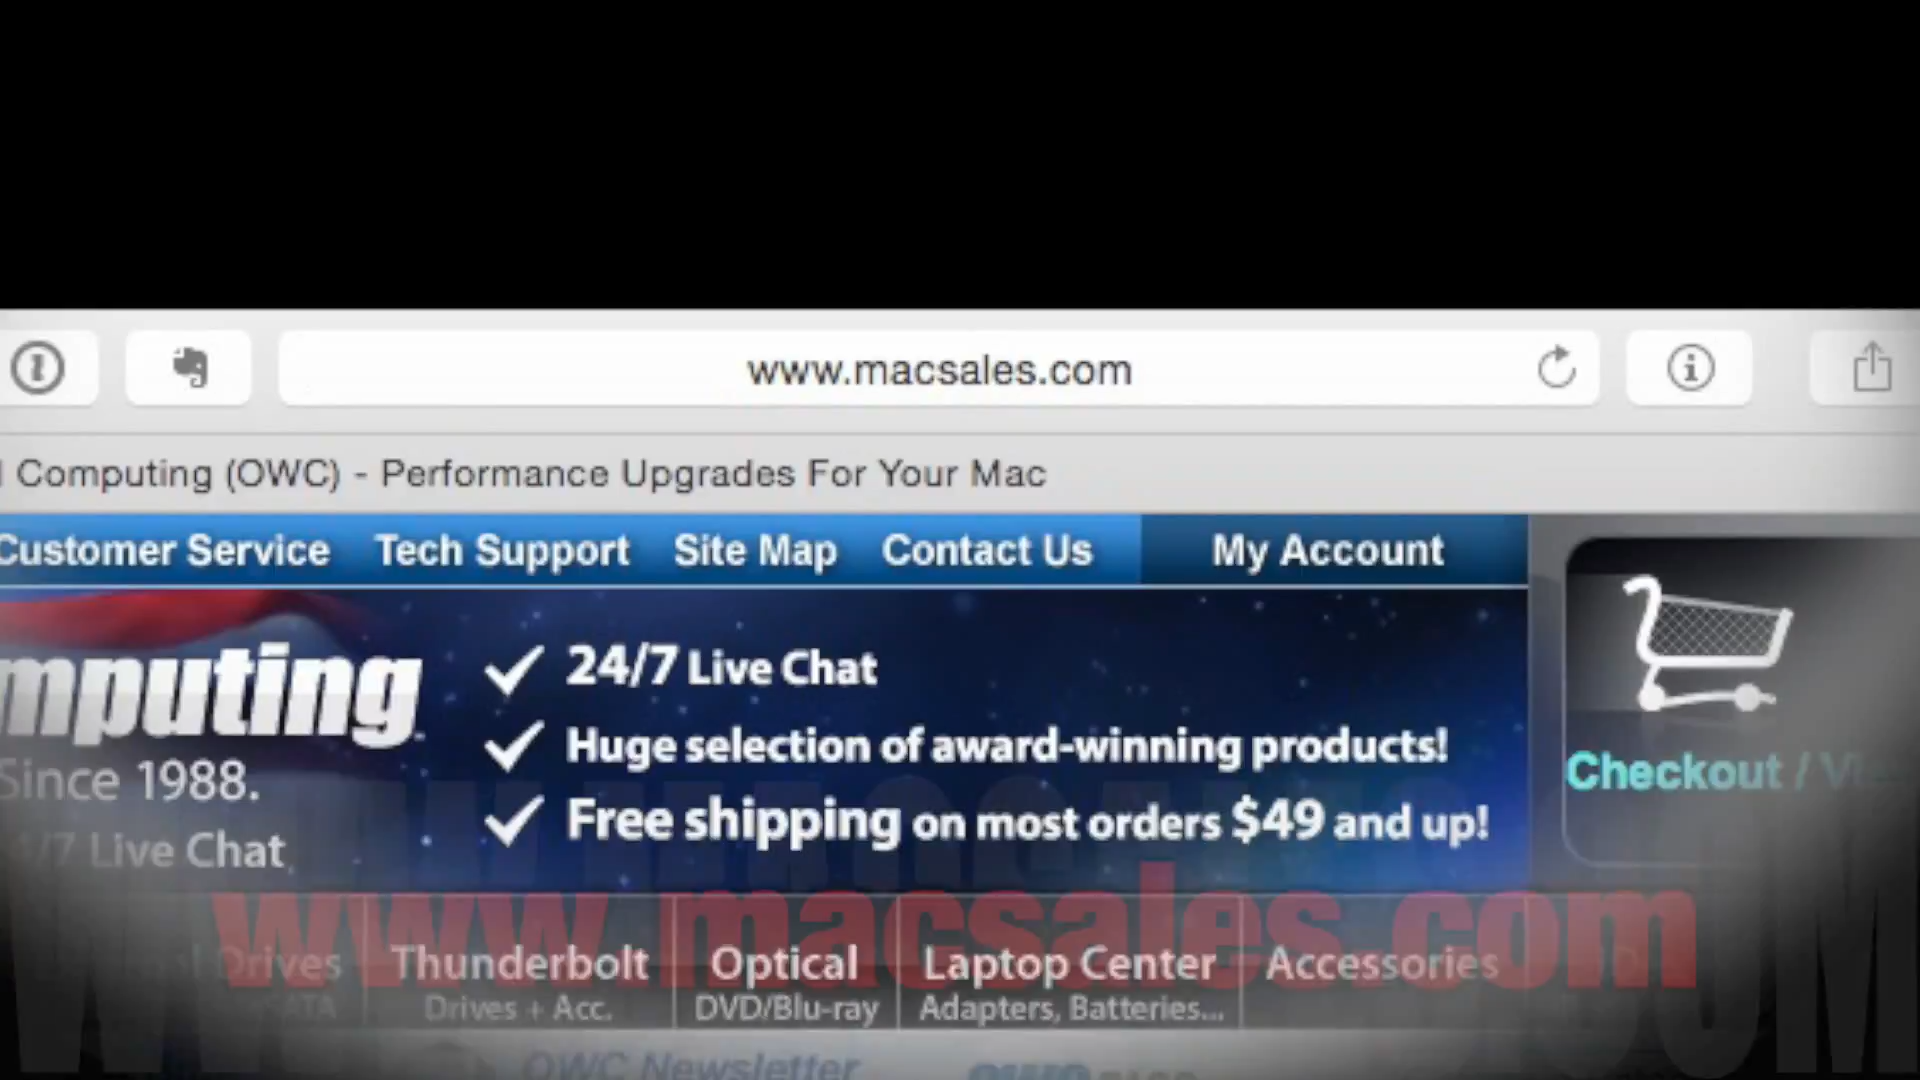 www.macsales.com
Computing (OWC) - Performance Upgrades For Your Mac
Customer Service Tech Support Site Map Contact Us My Account
mputing
Since 1988.
/7 Live Chat
24/7 Live Chat
Huge selection of award-winning products!
Free shipping on most orders $49 and up!
Checkout /
www.macsales.com
Drives Thunderbolt Optical Laptop Center Accessories
SATA Drives + Acc. DVD/Blu-ray Adapters, Batteries...
OWC Newsletter